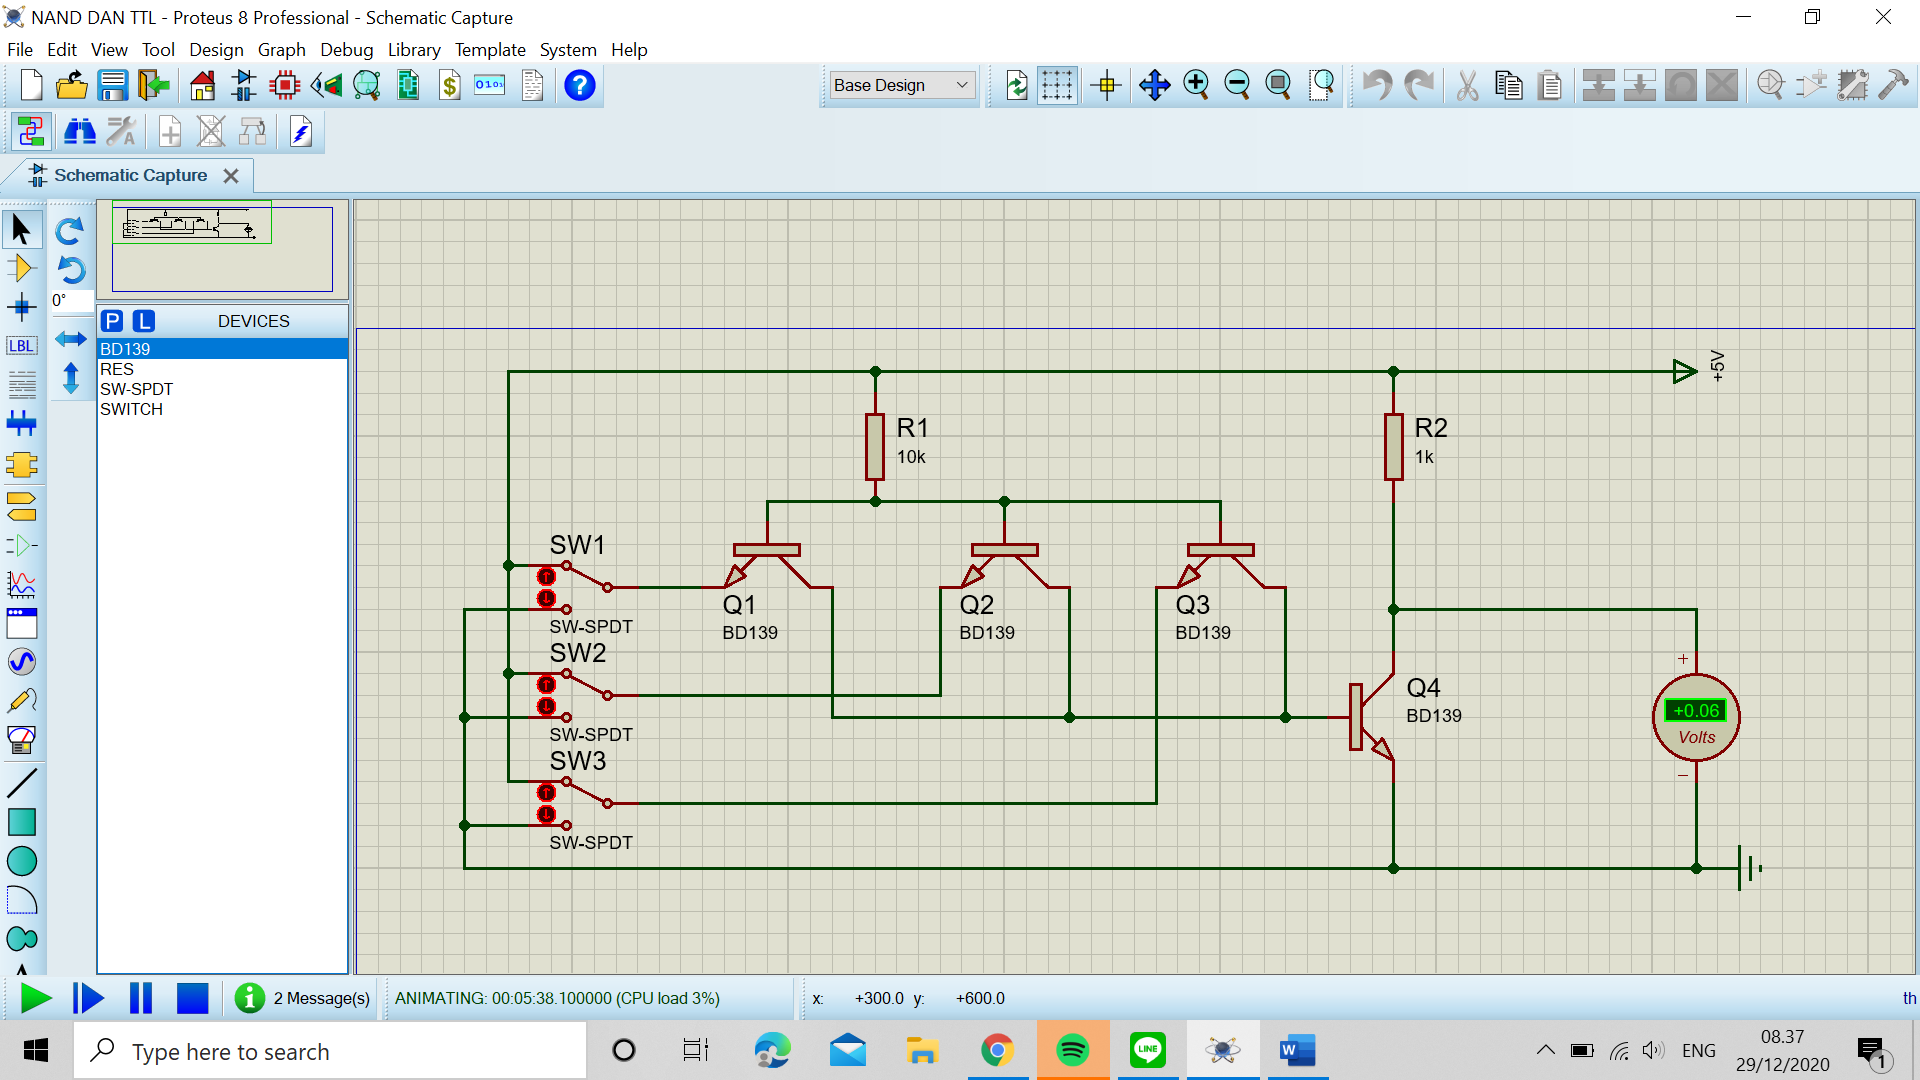 NAND DAN TTL - Proteus 8 Professional - Schematic Capture
File Edit View Tool Design Graph Debug Library Template System Help
$
0101
?
Base Design
Schematic Capture
0°
P L DEVICES
LBL
BD139
RES
SW-SPDT
SWITCH
+5V
R1
10k
R2
1k
SW1
SW-SPDT
Q1
BD139
Q2
BD139
Q3
BD139
SW2
SW-SPDT
Q4
BD139
+
+0.06
Volts
−
SW3
SW-SPDT
A
2 Message(s)
ANIMATING: 00:05:38.100000 (CPU load 3%)
x: +300.0 y: +600.0
th
Type here to search
LINE
W
ENG
08.37
29/12/2020
1